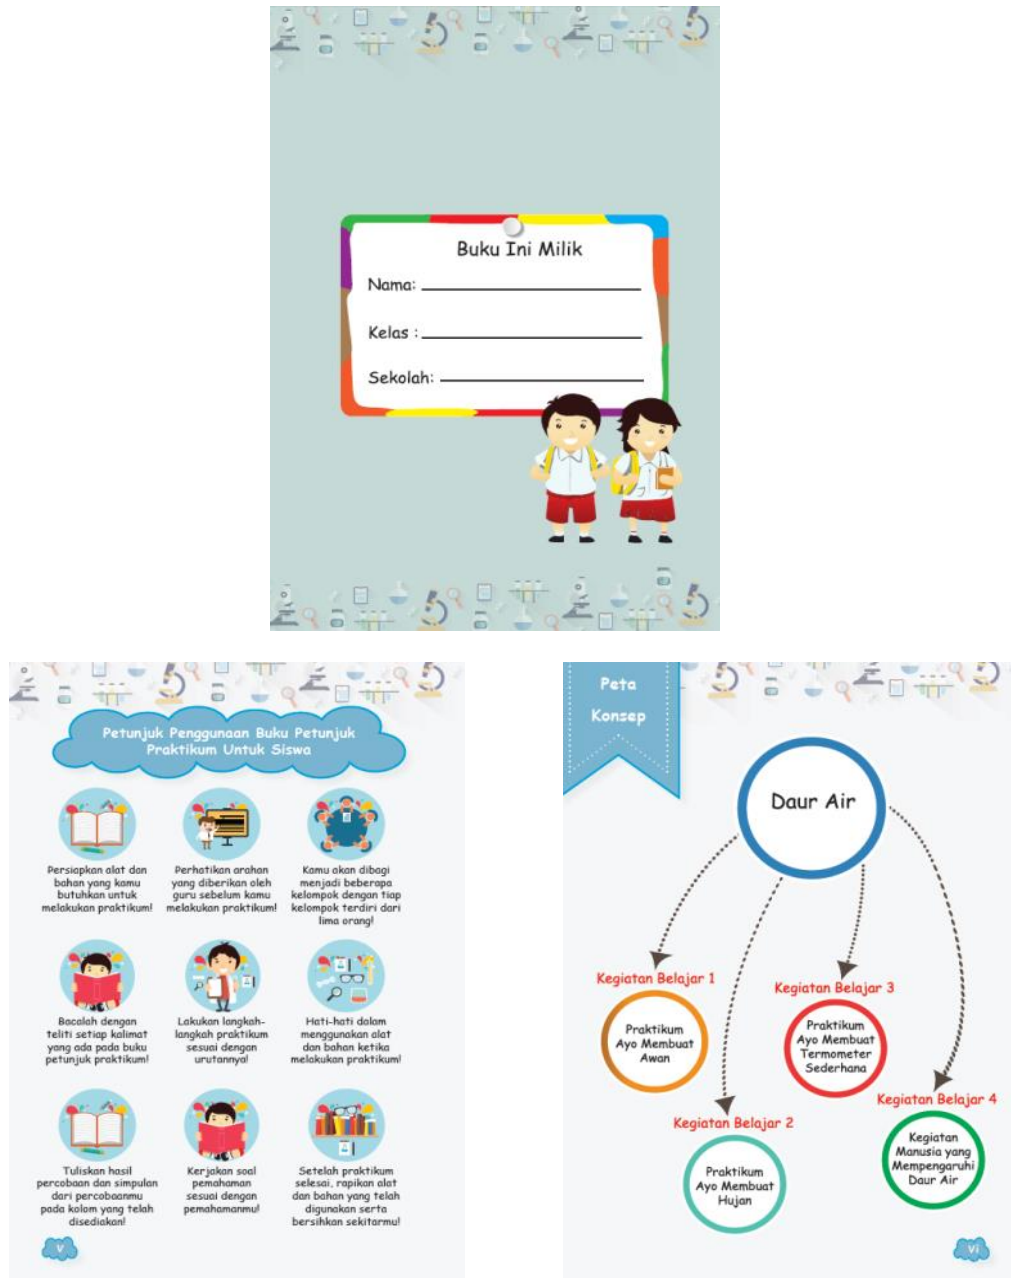 Buku Ini Milik
Nama:
Kelas :
Sekolah:
Petunjuk Penggunaan Buku Petunjuk
Praktikum Untuk Siswa
Persiapkan alat dan
bahan yang kamu
butuhkan untuk
melakukan praktikum!
Perhatikan arahan
yang diberikan oleh
guru sebelum kamu
melakukan praktikum!
Kamu akan dibagi
menjadi beberapa
kelompok dengan tiap
kelompok terdiri dari
lima orang!
Bacalah dengan
teliti setiap kalimat
yang ada pada buku
petunjuk praktikum!
Lakukan langkah-
langkah praktikum
sesuai dengan
urutannya!
Hati-hati dalam
menggunakan alat
dan bahan ketika
melakukan praktikum!
Tuliskan hasil
percobaan dan simpulan
dari percobaanmu
pada kolom yang telah
disediakan!
Kerjakan soal
pemahaman
sesuai dengan
pemahamanmu!
Setelah praktikum
selesai, rapikan alat
dan bahan yang telah
digunakan serta
bersihkan sekitarmu!
V
Peta
Konsep
Daur Air
Kegiatan Belajar 1
Praktikum
Ayo Membuat
Awan
Kegiatan Belajar 2
Praktikum
Ayo Membuat
Hujan
Kegiatan Belajar 3
Praktikum
Ayo Membuat
Termometer
Sederhana
Kegiatan Belajar 4
Kegiatan
Manusia yang
Mempengaruhi
Daur Air
Vi